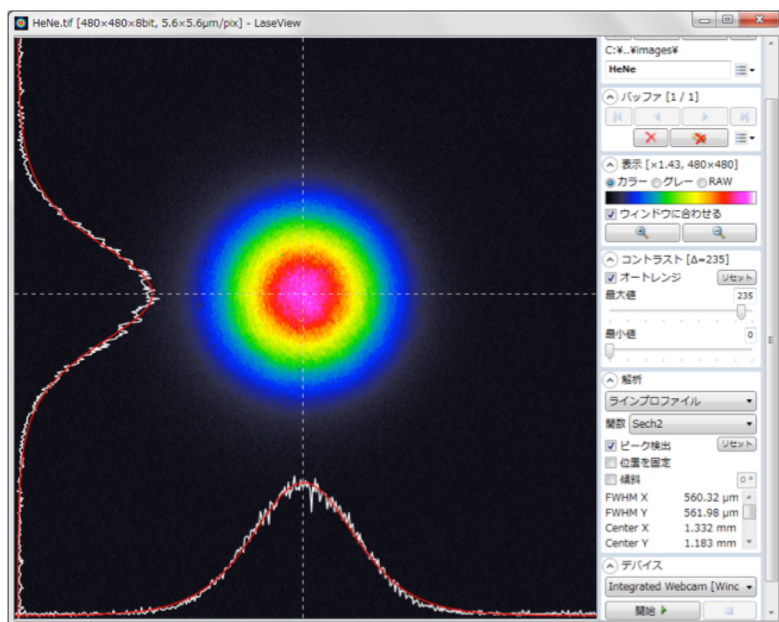 HeNe.tif [480×480×8bit, 5.6×5.6μm/pix] - LaseView
C:¥..¥images¥
HeNe
バッファ [1 / 1]
表示 [×1.43, 480×480]
カラー グレー RAW
ウィンドウに合わせる
コントラスト [Δ=235]
オートレンジ リセット
最大値 235
最小値 0
解析
ラインプロファイル
関数 Sech2
ピーク検出 リセット
位置を固定
傾斜 0 °
FWHM X 560.32 μm
FWHM Y 561.98 μm
Center X 1.332 mm
Center Y 1.183 mm
デバイス
Integrated Webcam [Winc
開始